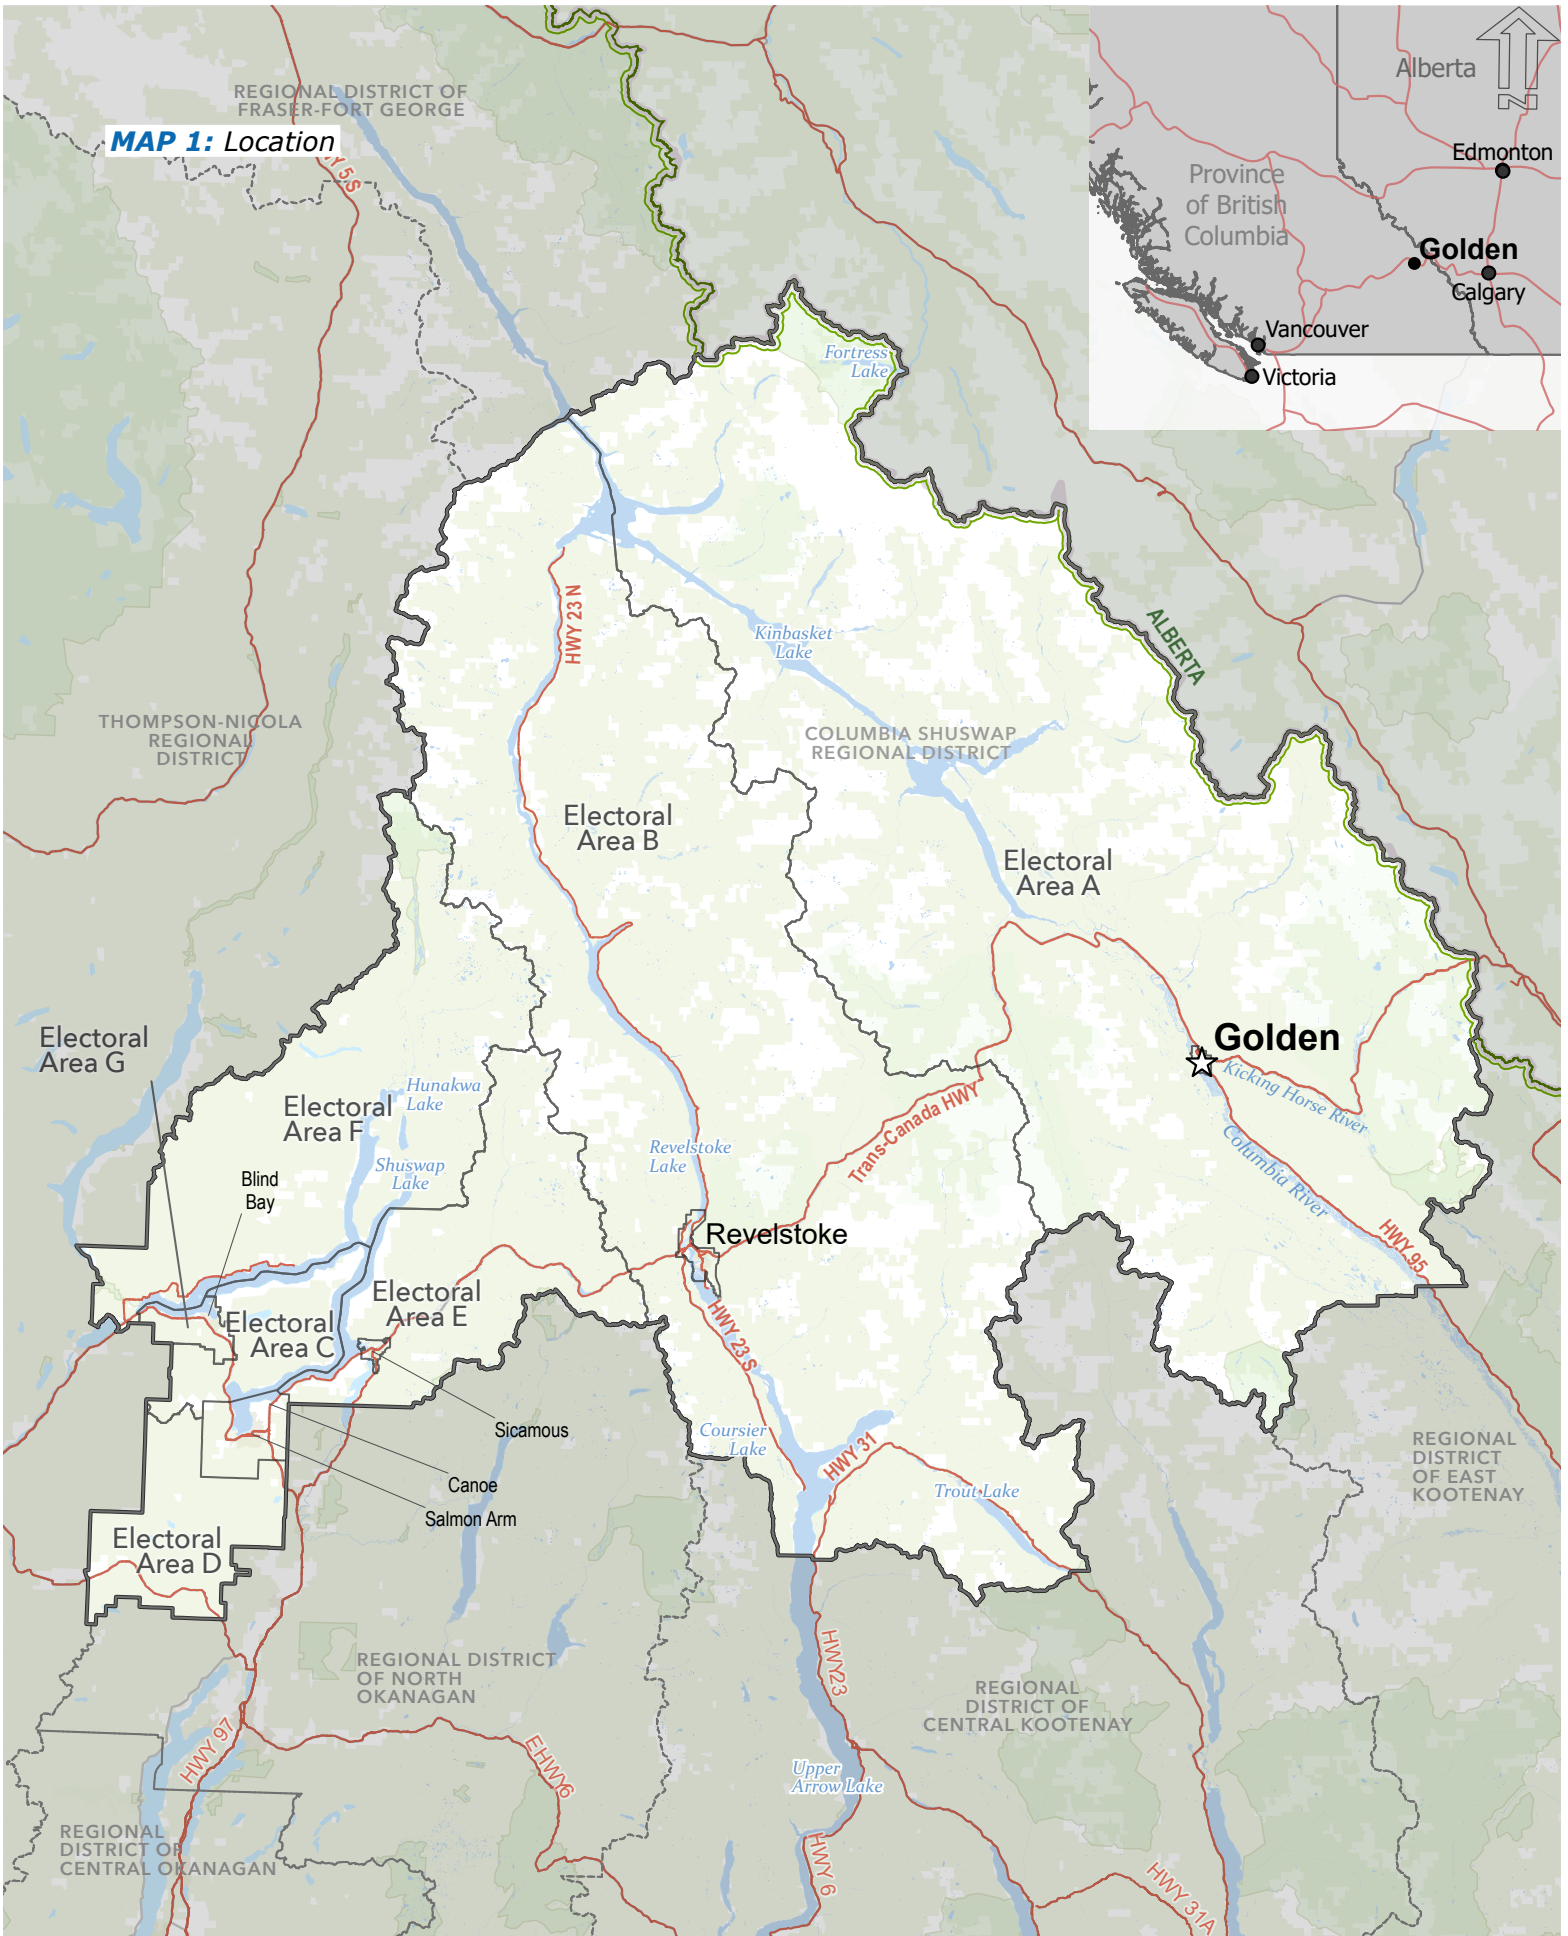 REGIONAL DISTRICT OF
FRASER-FORT GEORGE
MAP 1: Location
Y 5 S
Alberta
N
Edmonton
Province
of British
Columbia
Golden
Calgary
Vancouver
Victoria
Fortress
Lake
HWY 23 N
Kinbasket
Lake
ALBERTA
THOMPSON-NICOLA
REGIONAL
DISTRICT
COLUMBIA SHUSWAP
REGIONAL DISTRICT
Electoral
Area B
Electoral
Area A
Electoral
Area G
Golden
Kicking Horse River
Columbia River
Hunakwa
Lake
Electoral
Area F
Trans-Canada HWY
Revelstoke
Lake
Shuswap
Lake
Blind
Bay
Revelstoke
HWY 95
Electoral
Area E
Electoral
Area C
HWY 23 S
Sicamous
Coursier
Lake
HWY 31
REGIONAL
DISTRICT
OF EAST
KOOTENAY
Canoe
Trout Lake
Salmon Arm
Electoral
Area D
REGIONAL DISTRICT
OF NORTH
OKANAGAN
HWY23
REGIONAL
DISTRICT OF
CENTRAL KOOTENAY
HWY 97
EHWY6
Upper
Arrow Lake
REGIONAL
DISTRICT OF
CENTRAL OKANAGAN
HWY 6
HWY 31A